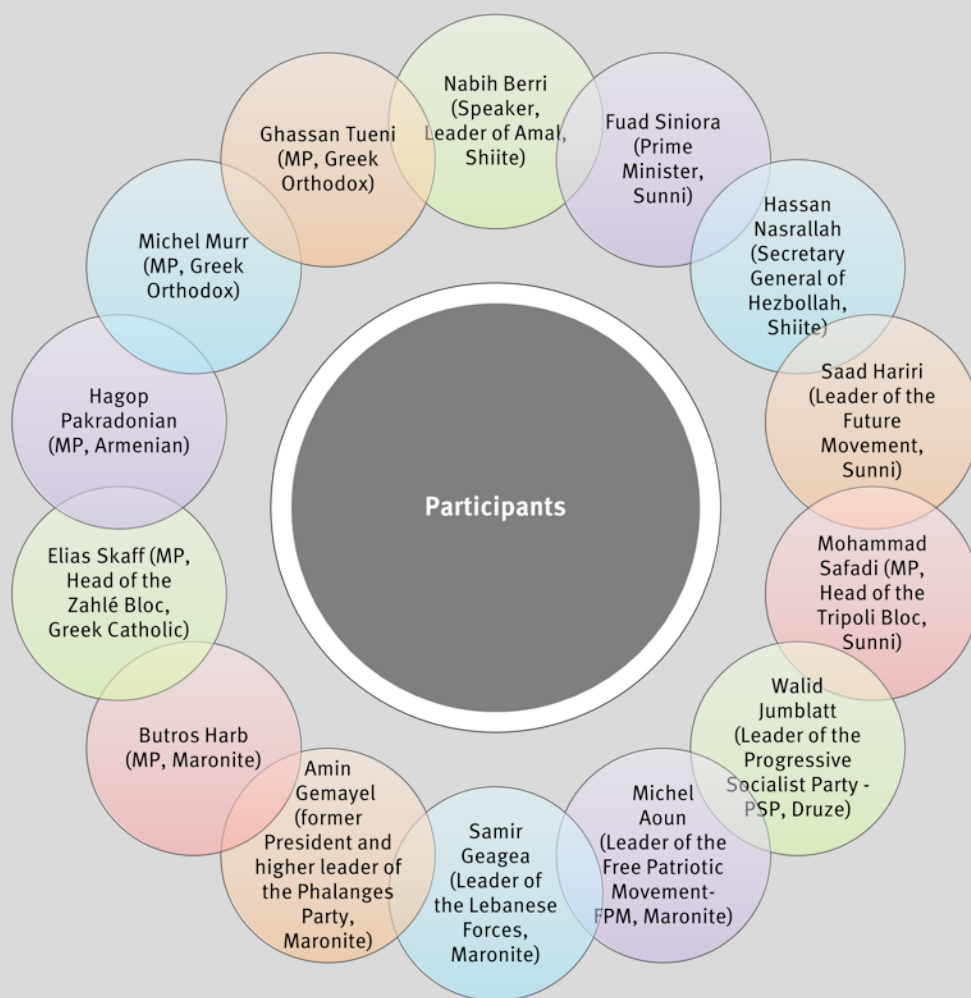 Nabih Berri
(Speaker,
Leader of Amal,
Shiite)
Fuad Siniora
(Prime
Minister,
Sunni)
Hassan
Nasrallah
(Secretary
General of
Hezbollah,
Shiite)
Saad Hariri
(Leader of the
Future
Movement,
Sunni)
Mohammad
Safadi (MP,
Head of the
Tripoli Bloc,
Sunni)
Walid
Jumblatt
(Leader of the
Progressive
Socialist Party -
PSP, Druze)
Michel
Aoun
(Leader of the
Free Patriotic
Movement-
FPM, Maronite)
Samir
Geagea
(Leader of
the Lebanese
Forces,
Maronite)
Amin
Gemayel
(former
President and
higher leader of
the Phalanges
Party,
Maronite)
Butros Harb
(MP, Maronite)
Elias Skaff (MP,
Head of the
Zahlé Bloc,
Greek Catholic)
Hagop
Pakradonian
(MP, Armenian)
Michel Murr
(MP, Greek
Orthodox)
Ghassan Tueni
(MP, Greek
Orthodox)
Participants